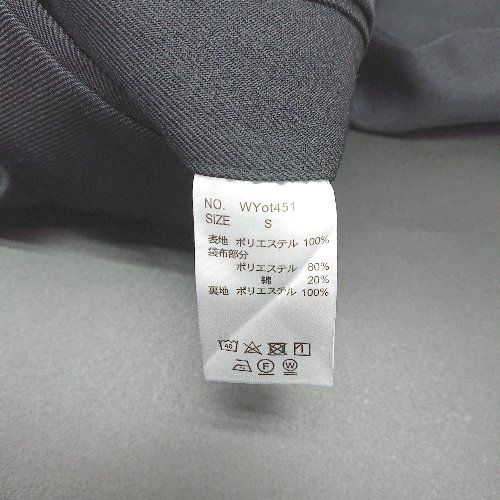 NO. WYot451
SIZE S
表地 ポリエステル 100%
袋布部分
ポリエステル 80%
綿 20%
裏地 ポリエステル 100%
40
F W